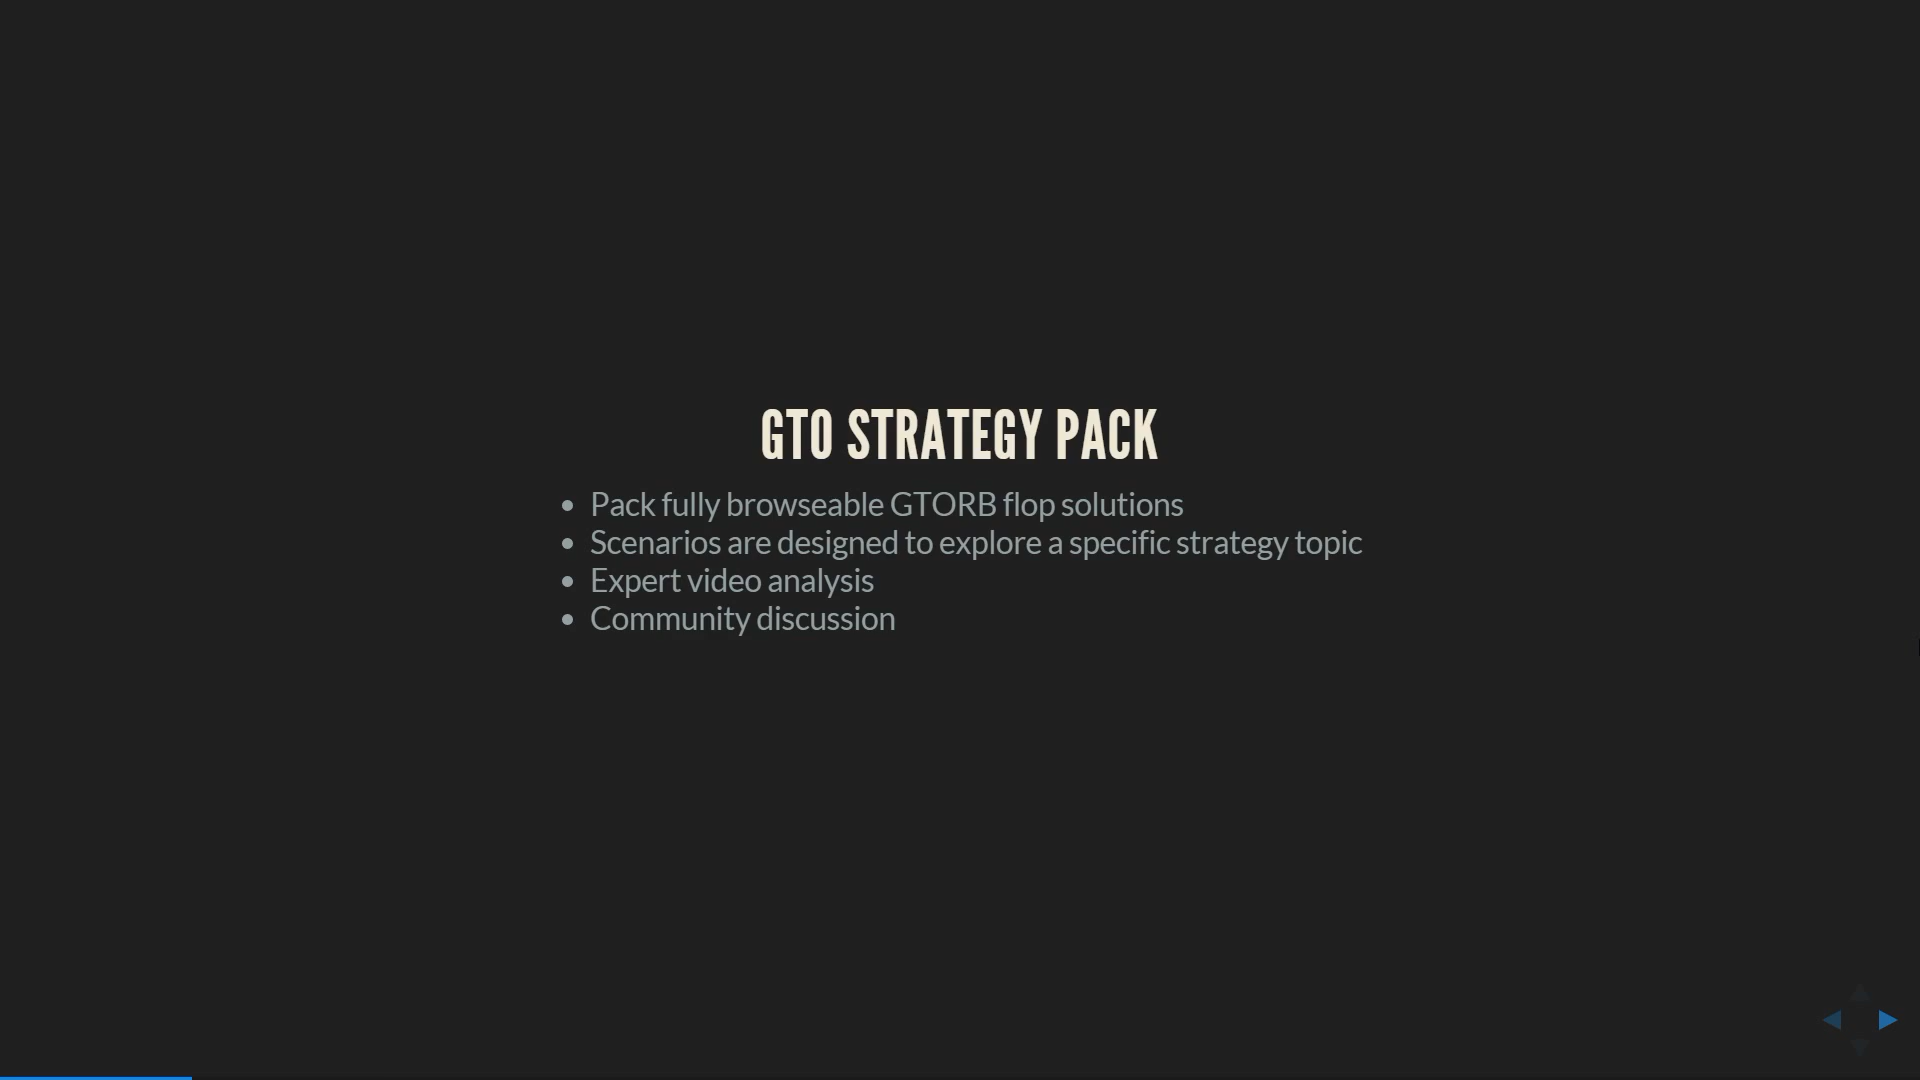 GTO STRATEGY PACK
Pack fully browseable GTORB flop solutions
Scenarios are designed to explore a specific strategy topic
Expert video analysis
Community discussion